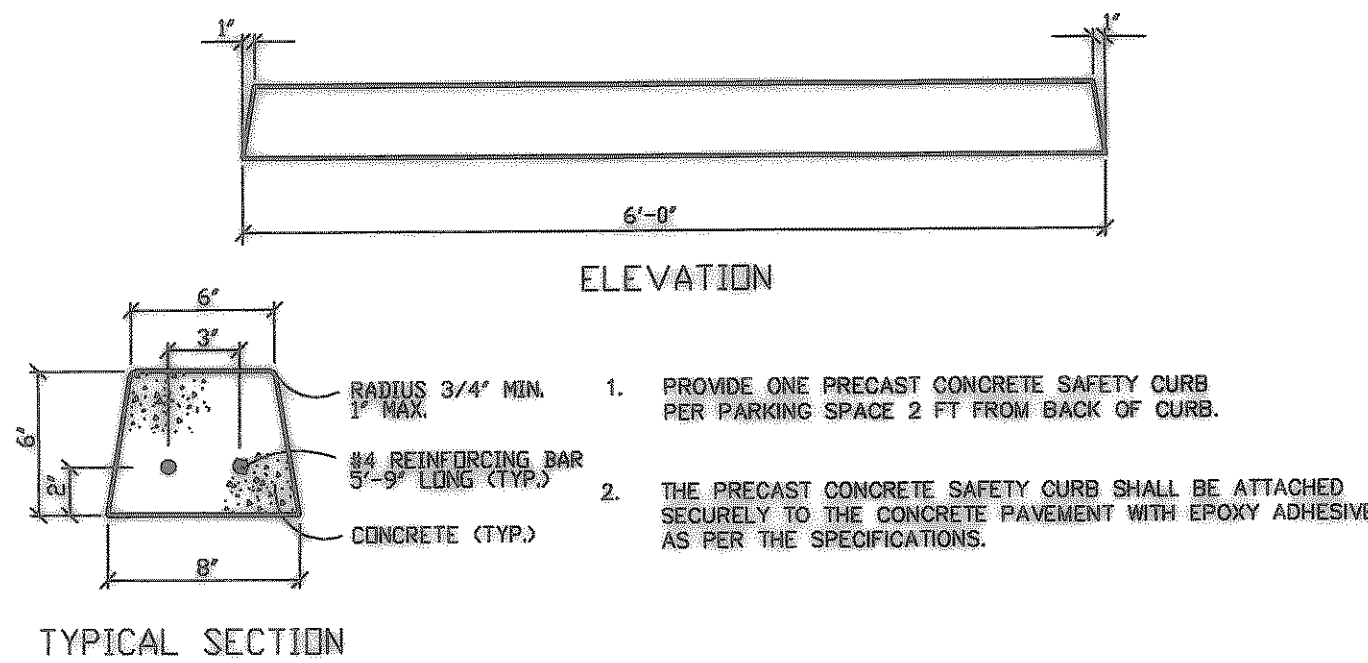 1"
1"
6'-0"
ELEVATION
6"
3"
6"
2"
8"
RADIUS 3/4" MIN.
1" MAX.
#4 REINFORCING BAR
5'-9" LONG (TYP.)
CONCRETE (TYP.)
TYPICAL SECTION
1. PROVIDE ONE PRECAST CONCRETE SAFETY CURB
PER PARKING SPACE 2 FT FROM BACK OF CURB.
2. THE PRECAST CONCRETE SAFETY CURB SHALL BE ATTACHED
SECURELY TO THE CONCRETE PAVEMENT WITH EPOXY ADHESIVE
AS PER THE SPECIFICATIONS.